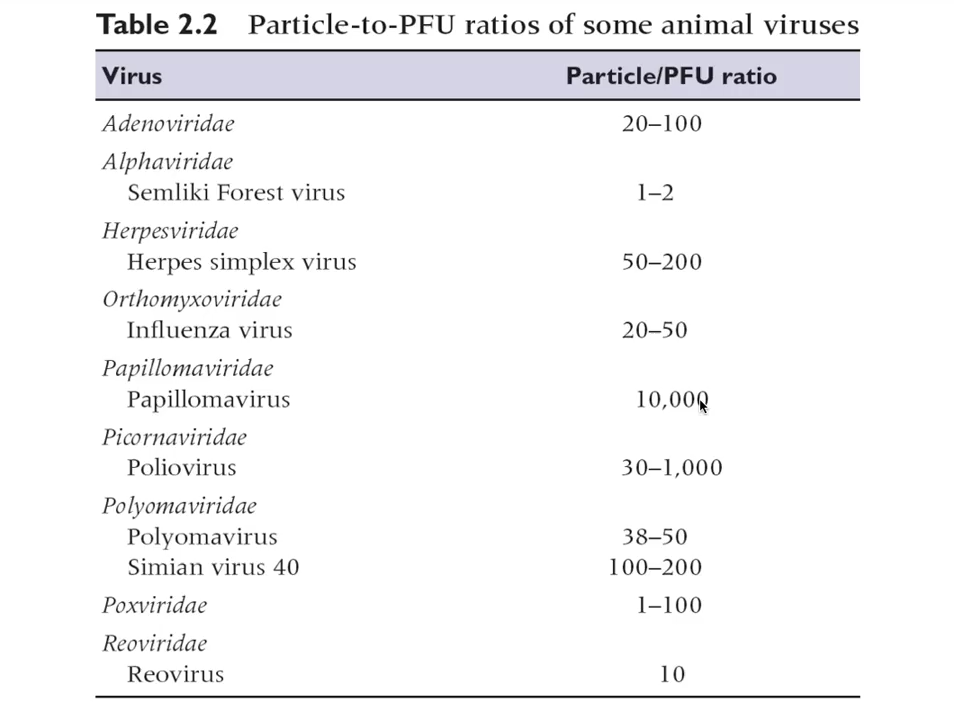 Table 2.2 Particle-to-PFU ratios of some animal viruses
Virus Particle/PFU ratio
Adenoviridae 20–100
Alphaviridae
Semliki Forest virus 1–2
Herpesviridae
Herpes simplex virus 50–200
Orthomyxoviridae
Influenza virus 20–50
Papillomaviridae
Papillomavirus 10,000
Picornaviridae
Poliovirus 30–1,000
Polyomaviridae
Polyomavirus 38–50
Simian virus 40 100–200
Poxviridae 1–100
Reoviridae
Reovirus 10